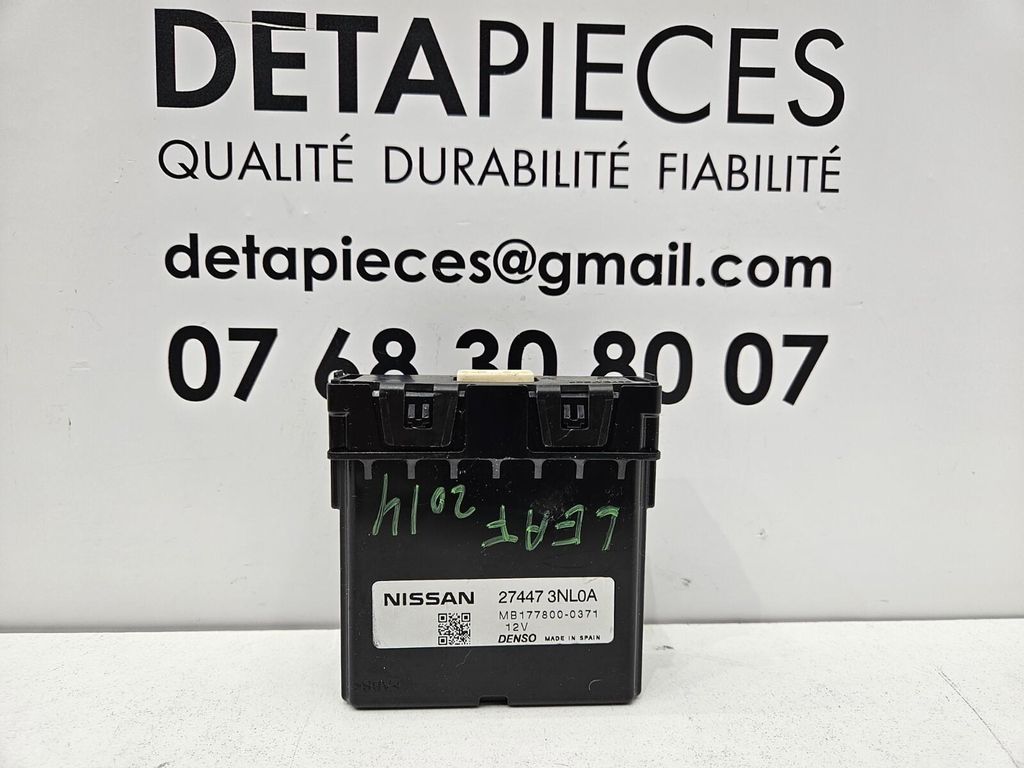 DETAPIECES
QUALITÉ DURABILITÉ FIABILITÉ
detapieces@gmail.com
07 68 30 80 07
LEAF 2014
NISSAN 27447 3NL0A
MB177800-0371
12V
DENSO MADE IN SPAIN
>ABS<